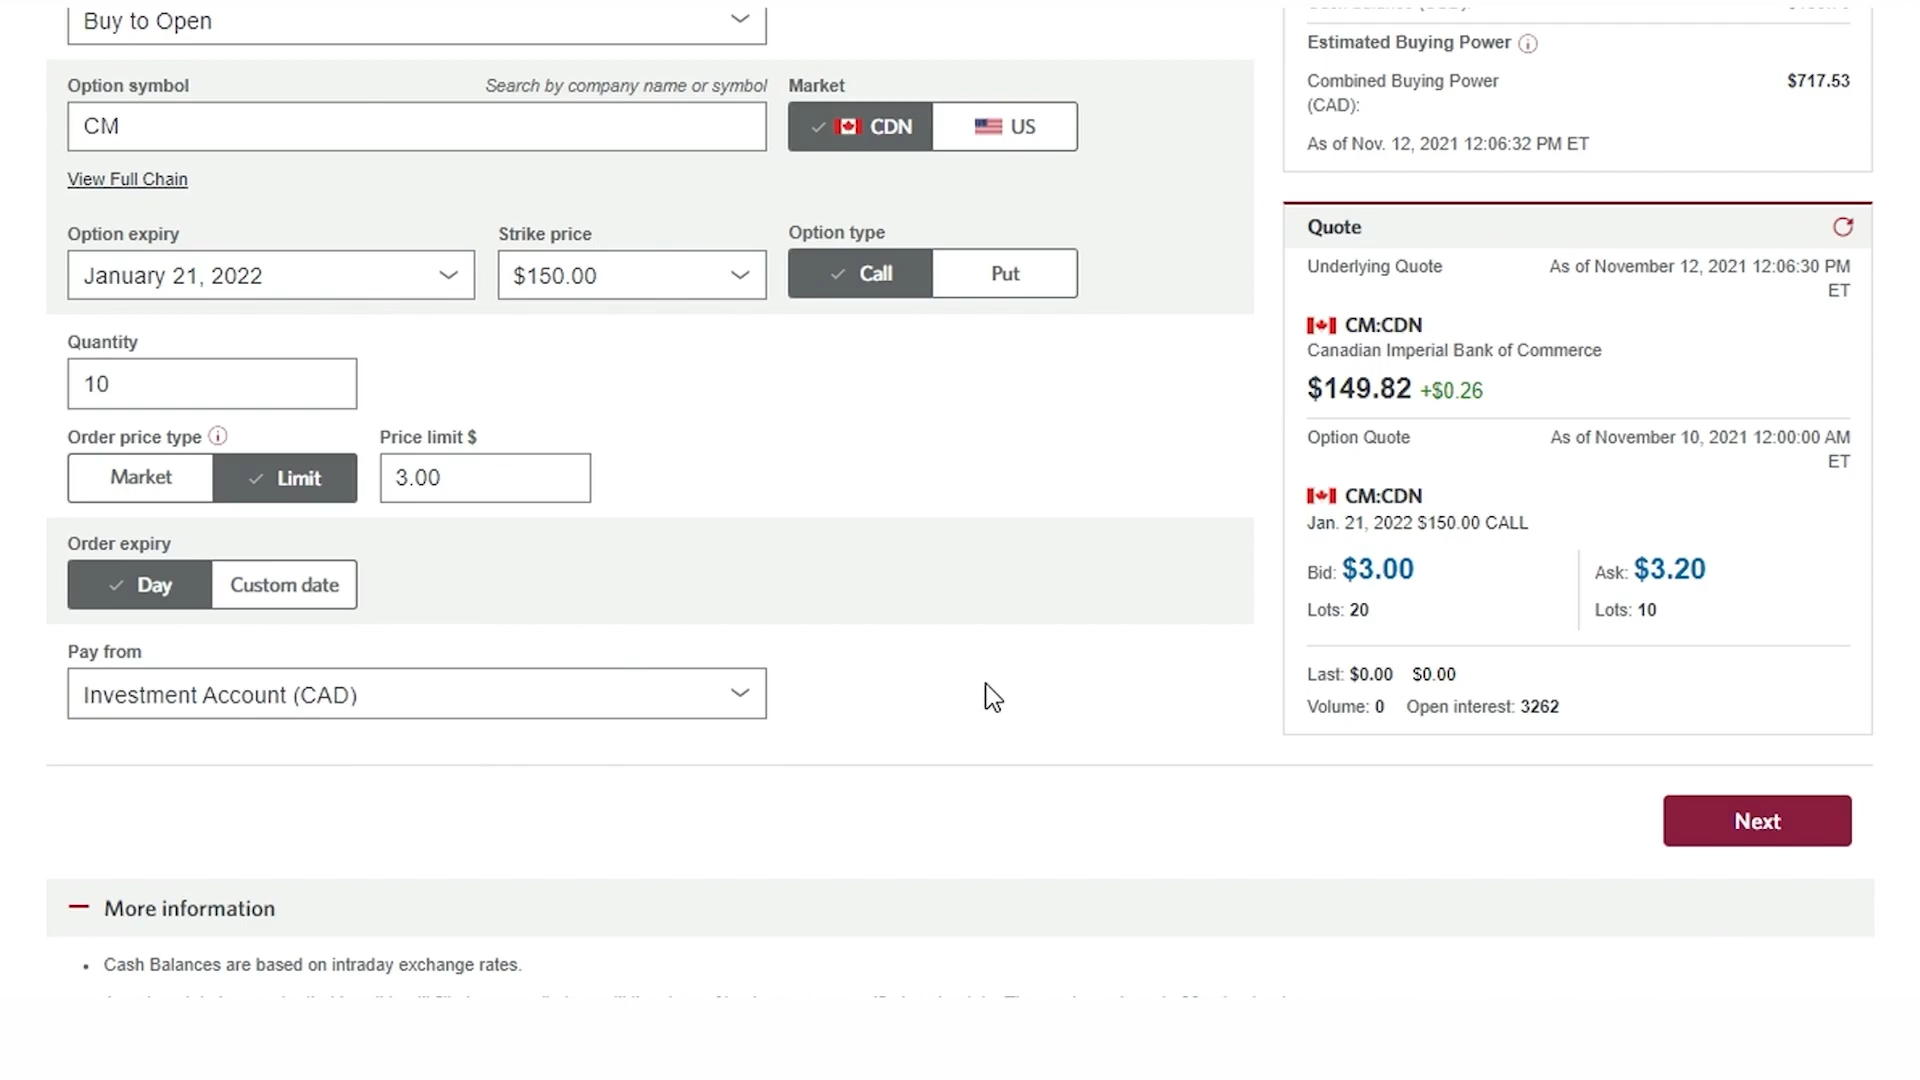 Buy to Open
Option symbol
Search by company name or symbol
Market
CM
CDN
US
View Full Chain
Option expiry
Strike price
Option type
January 21, 2022
$150.00
Call
Put
Quantity
10
Order price type
Price limit $
Market
Limit
3.00
Order expiry
Day
Custom date
Pay from
Investment Account (CAD)
Estimated Buying Power
Combined Buying Power
(CAD):
$717.53
As of Nov. 12, 2021 12:06:32 PM ET
Quote
Underlying Quote
As of November 12, 2021 12:06:30 PM
ET
CM:CDN
Canadian Imperial Bank of Commerce
$149.82 +$0.26
Option Quote
As of November 10, 2021 12:00:00 AM
ET
CM:CDN
Jan. 21, 2022 $150.00 CALL
Bid: $3.00
Ask: $3.20
Lots: 20
Lots: 10
Last: $0.00 $0.00
Volume: 0 Open interest: 3262
Next
More information
• Cash Balances are based on intraday exchange rates.